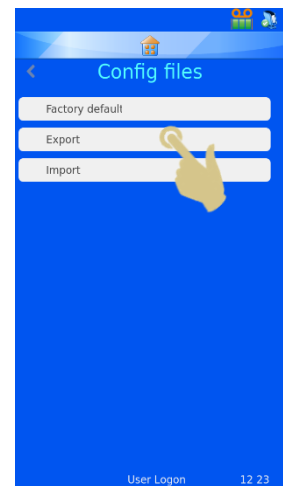 Config files
Factory default
Export
Import
User Logon 12 23